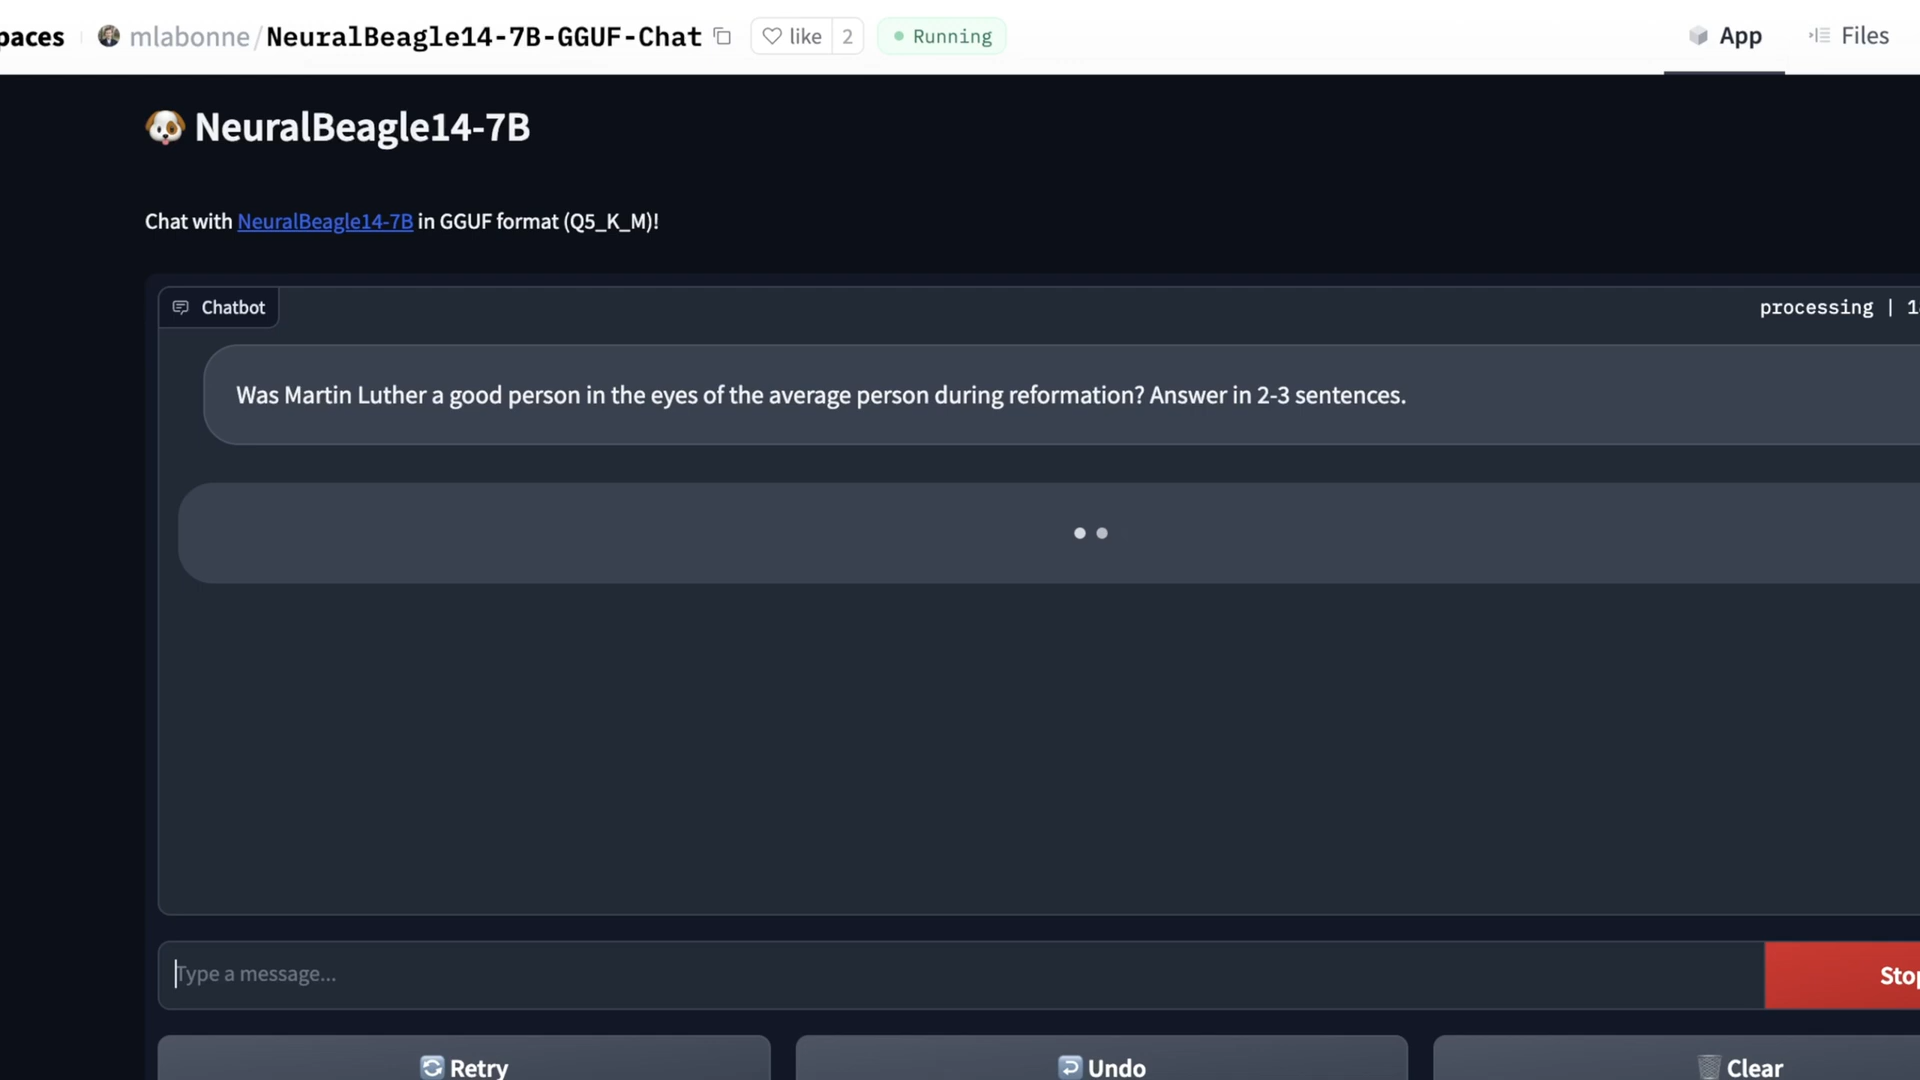 mlabonne/NeuralBeagle14-7B-GGUF-Chat like 2 Running App Files
NeuralBeagle14-7B
Chat with NeuralBeagle14-7B in GGUF format (Q5_K_M)!
Chatbot processing |
Was Martin Luther a good person in the eyes of the average person during reformation? Answer in 2-3 sentences.
Type a message...
Retry Undo Clear